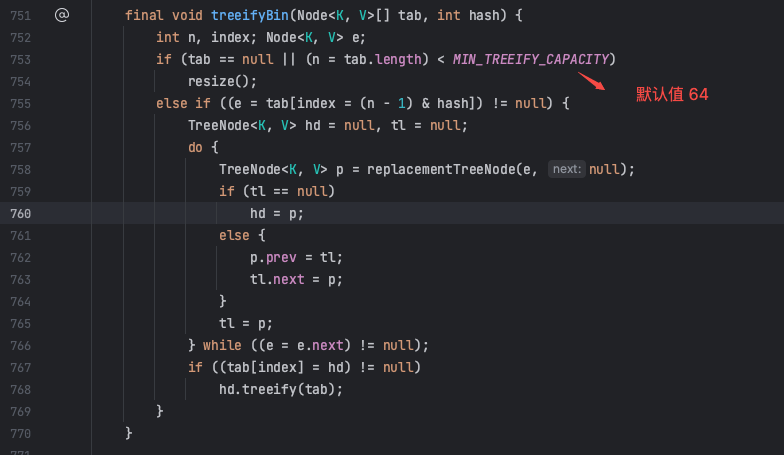 751 @ final void treeifyBin(Node<K, V>[] tab, int hash) {
752 int n, index; Node<K, V> e;
753 if (tab == null || (n = tab.length) < MIN_TREEIFY_CAPACITY)
754 resize();
默认值 64
755 else if ((e = tab[index = (n - 1) & hash]) != null) {
756 TreeNode<K, V> hd = null, tl = null;
757 do {
758 TreeNode<K, V> p = replacementTreeNode(e, next: null);
759 if (tl == null)
760 hd = p;
761 else {
762 p.prev = tl;
763 tl.next = p;
764 }
765 tl = p;
766 } while ((e = e.next) != null);
767 if ((tab[index] = hd) != null)
768 hd.treeify(tab);
769 }
770 }